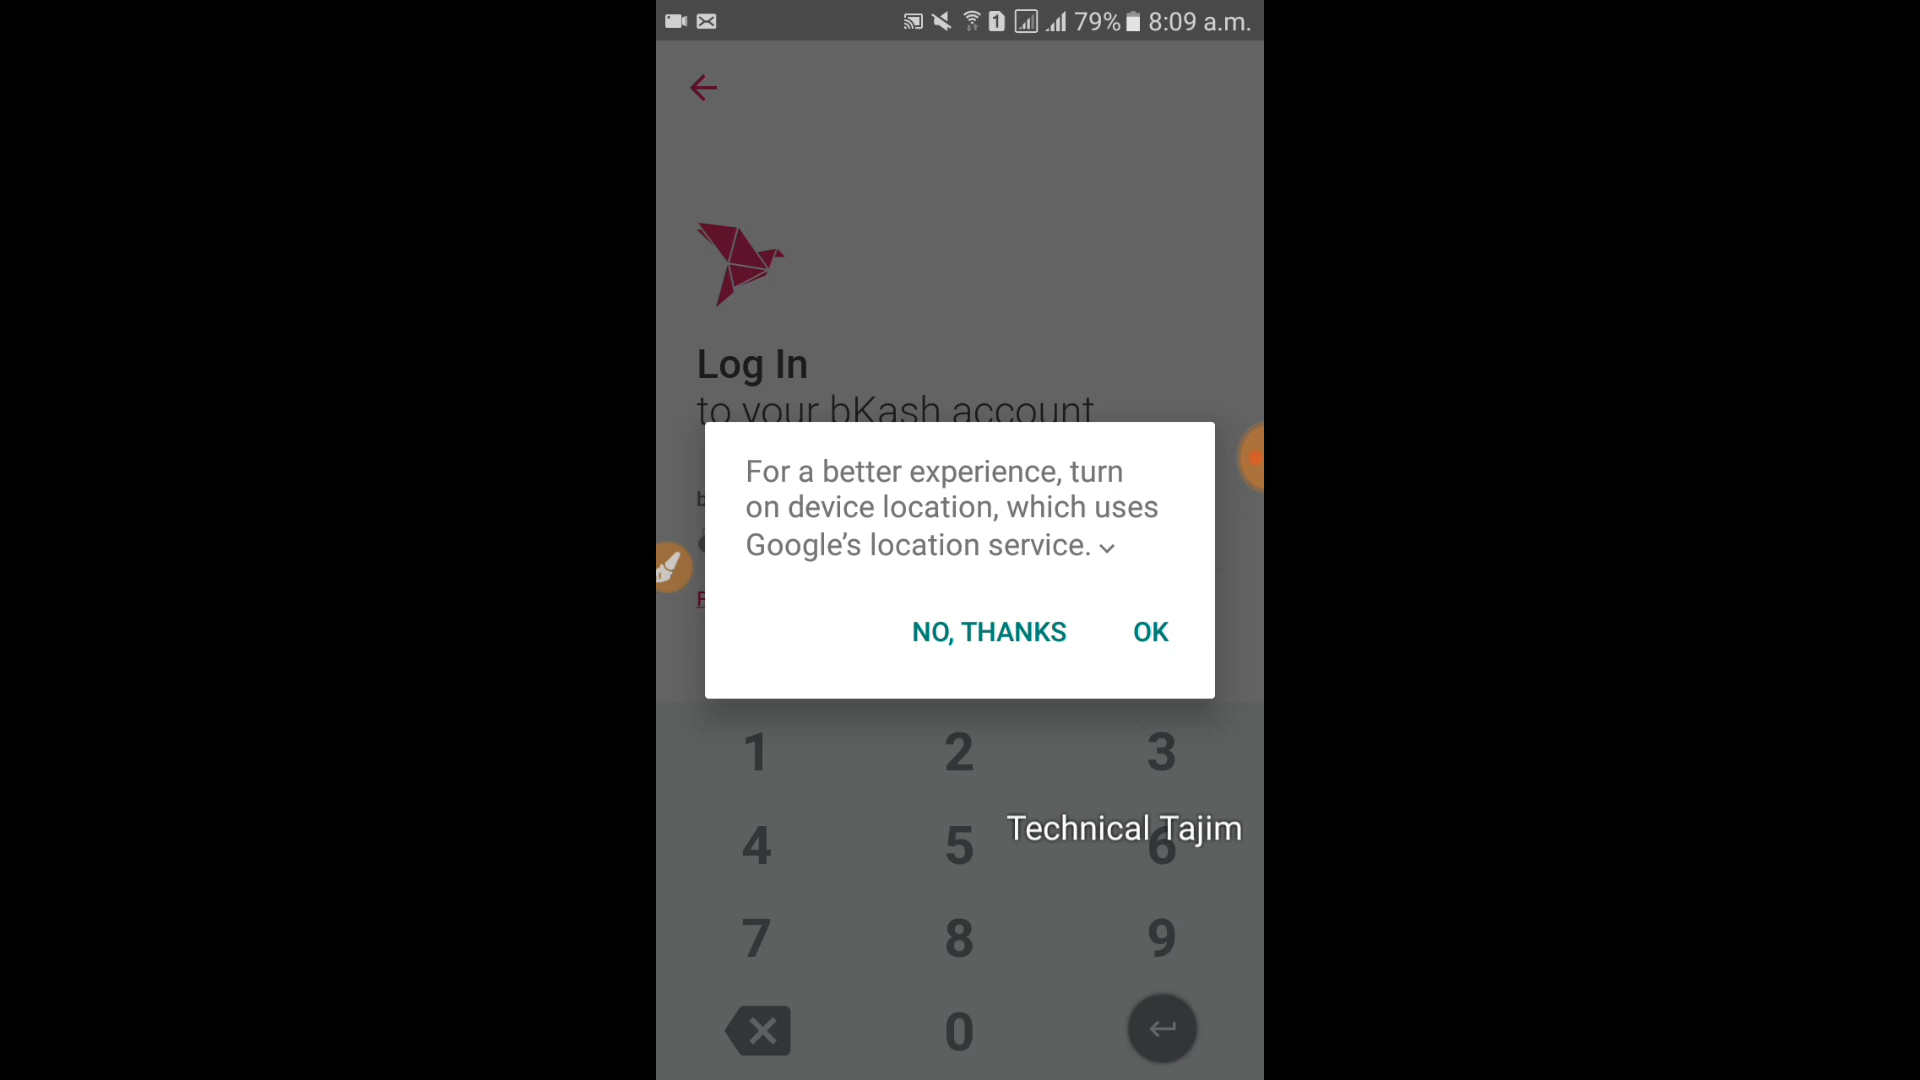 79% 8:09 a.m.
Log In
to your bKash account
For a better experience, turn
on device location, which uses
Google’s location service.
NO, THANKS OK
1 2 3
Technical Tajim
4 5 6
7 8 9
0